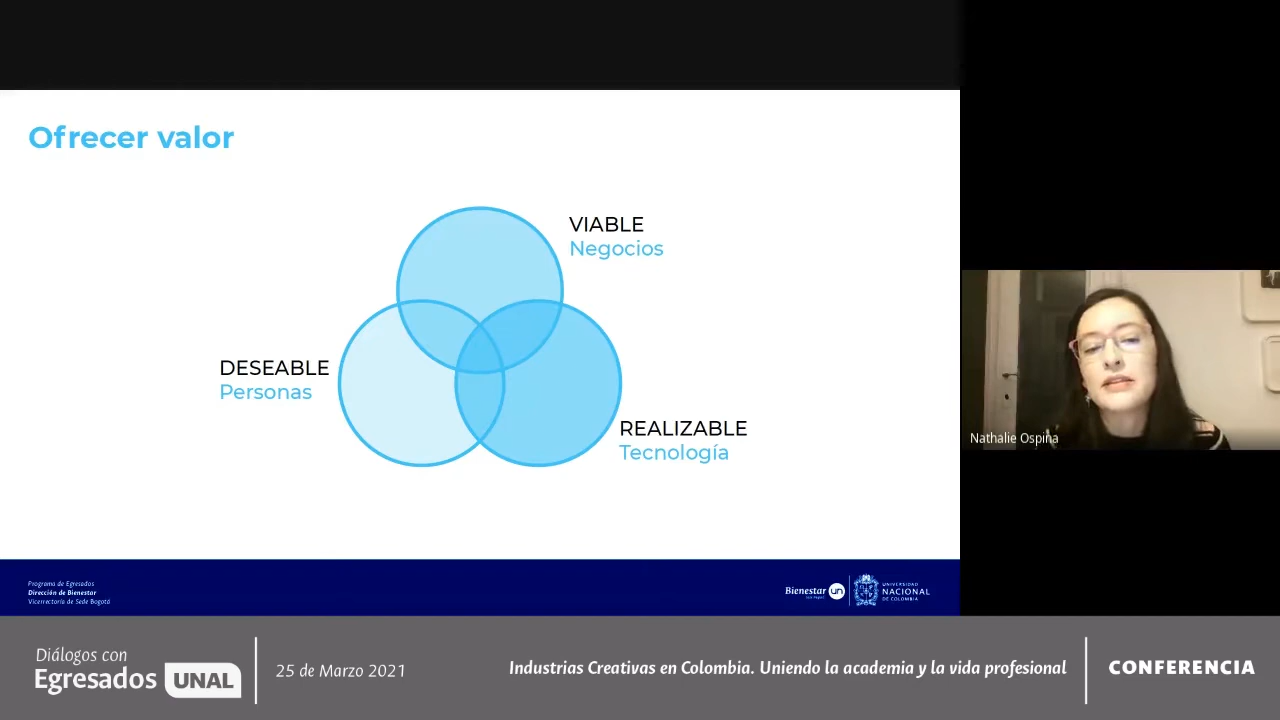 Ofrecer valor
VIABLE
Negocios
DESEABLE
Personas
REALIZABLE
Tecnología
Nathalie Ospina
Programa de Egresados
Dirección de Bienestar
Vicerrectoría de Sede Bogotá
Bienestar un
UNIVERSIDAD
NACIONAL
DE COLOMBIA
Diálogos con
Egresados UNAL
25 de Marzo 2021
Industrias Creativas en Colombia. Uniendo la academia y la vida profesional
CONFERENCIA